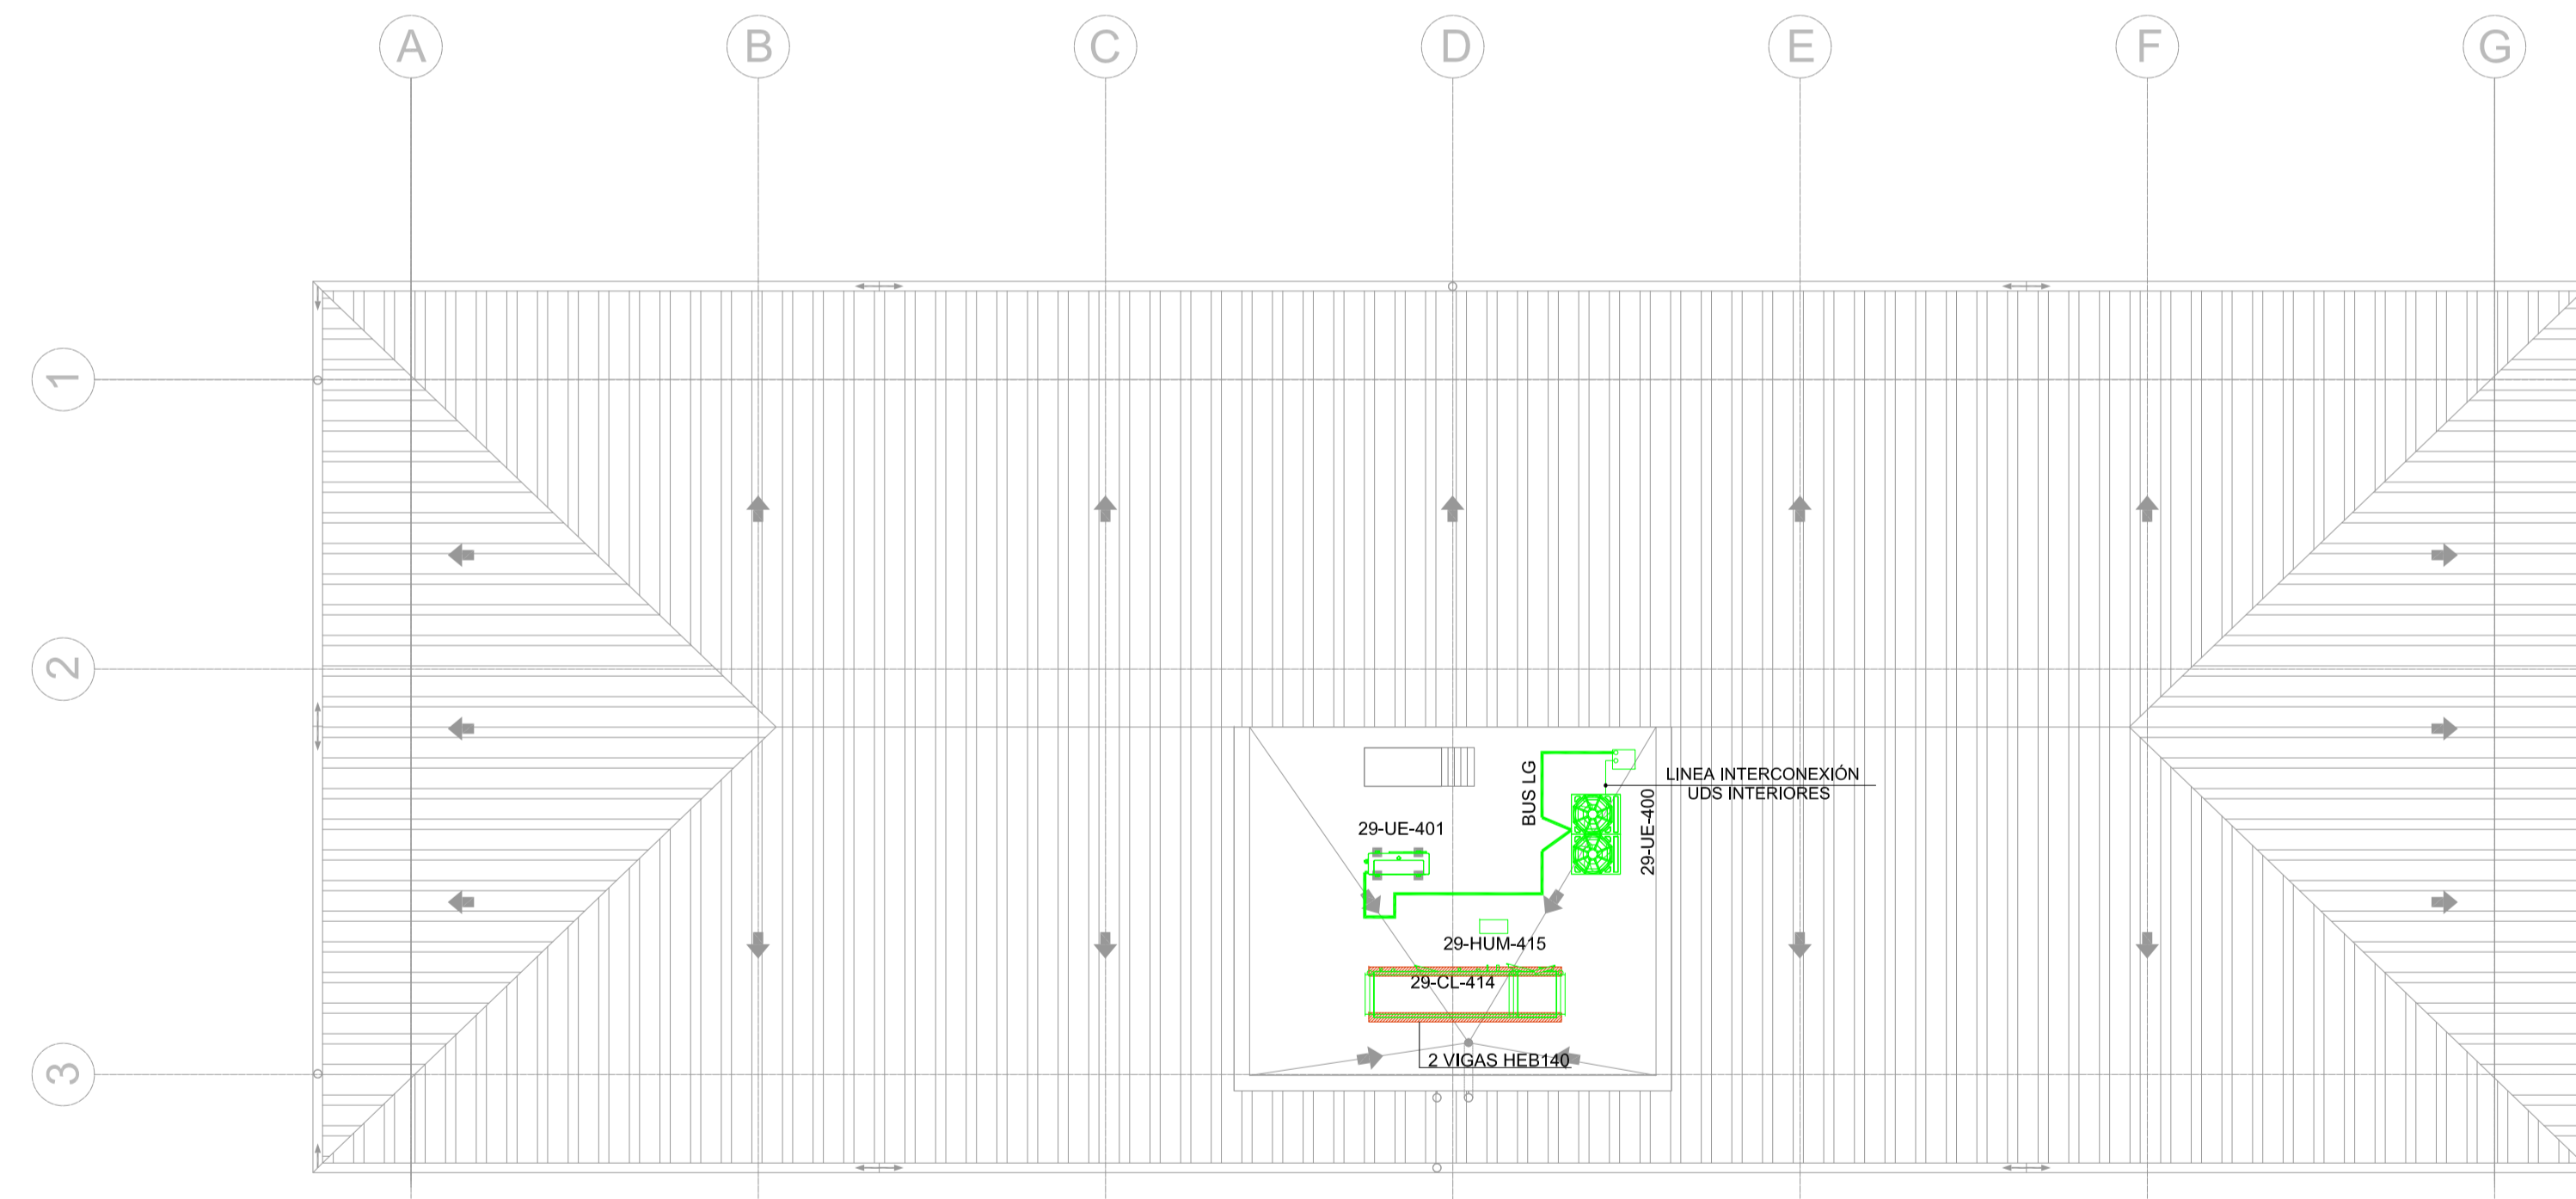 A
B
C
D
E
F
G
1
2
3
BUS LG
LINEA INTERCONEXIÓN
UDS INTERIORES
29-UE-400
29-UE-401
29-HUM-415
29-CL-414
2 VIGAS HEB140